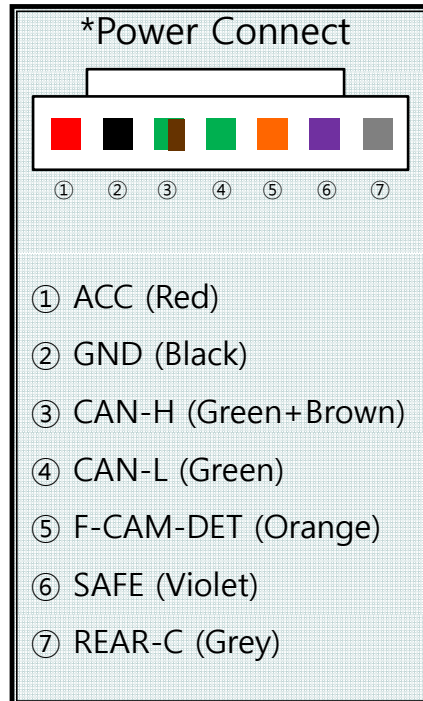 *Power Connect
① ② ③ ④ ⑤ ⑥ ⑦
① ACC (Red)
② GND (Black)
③ CAN-H (Green+Brown)
④ CAN-L (Green)
⑤ F-CAM-DET (Orange)
⑥ SAFE (Violet)
⑦ REAR-C (Grey)